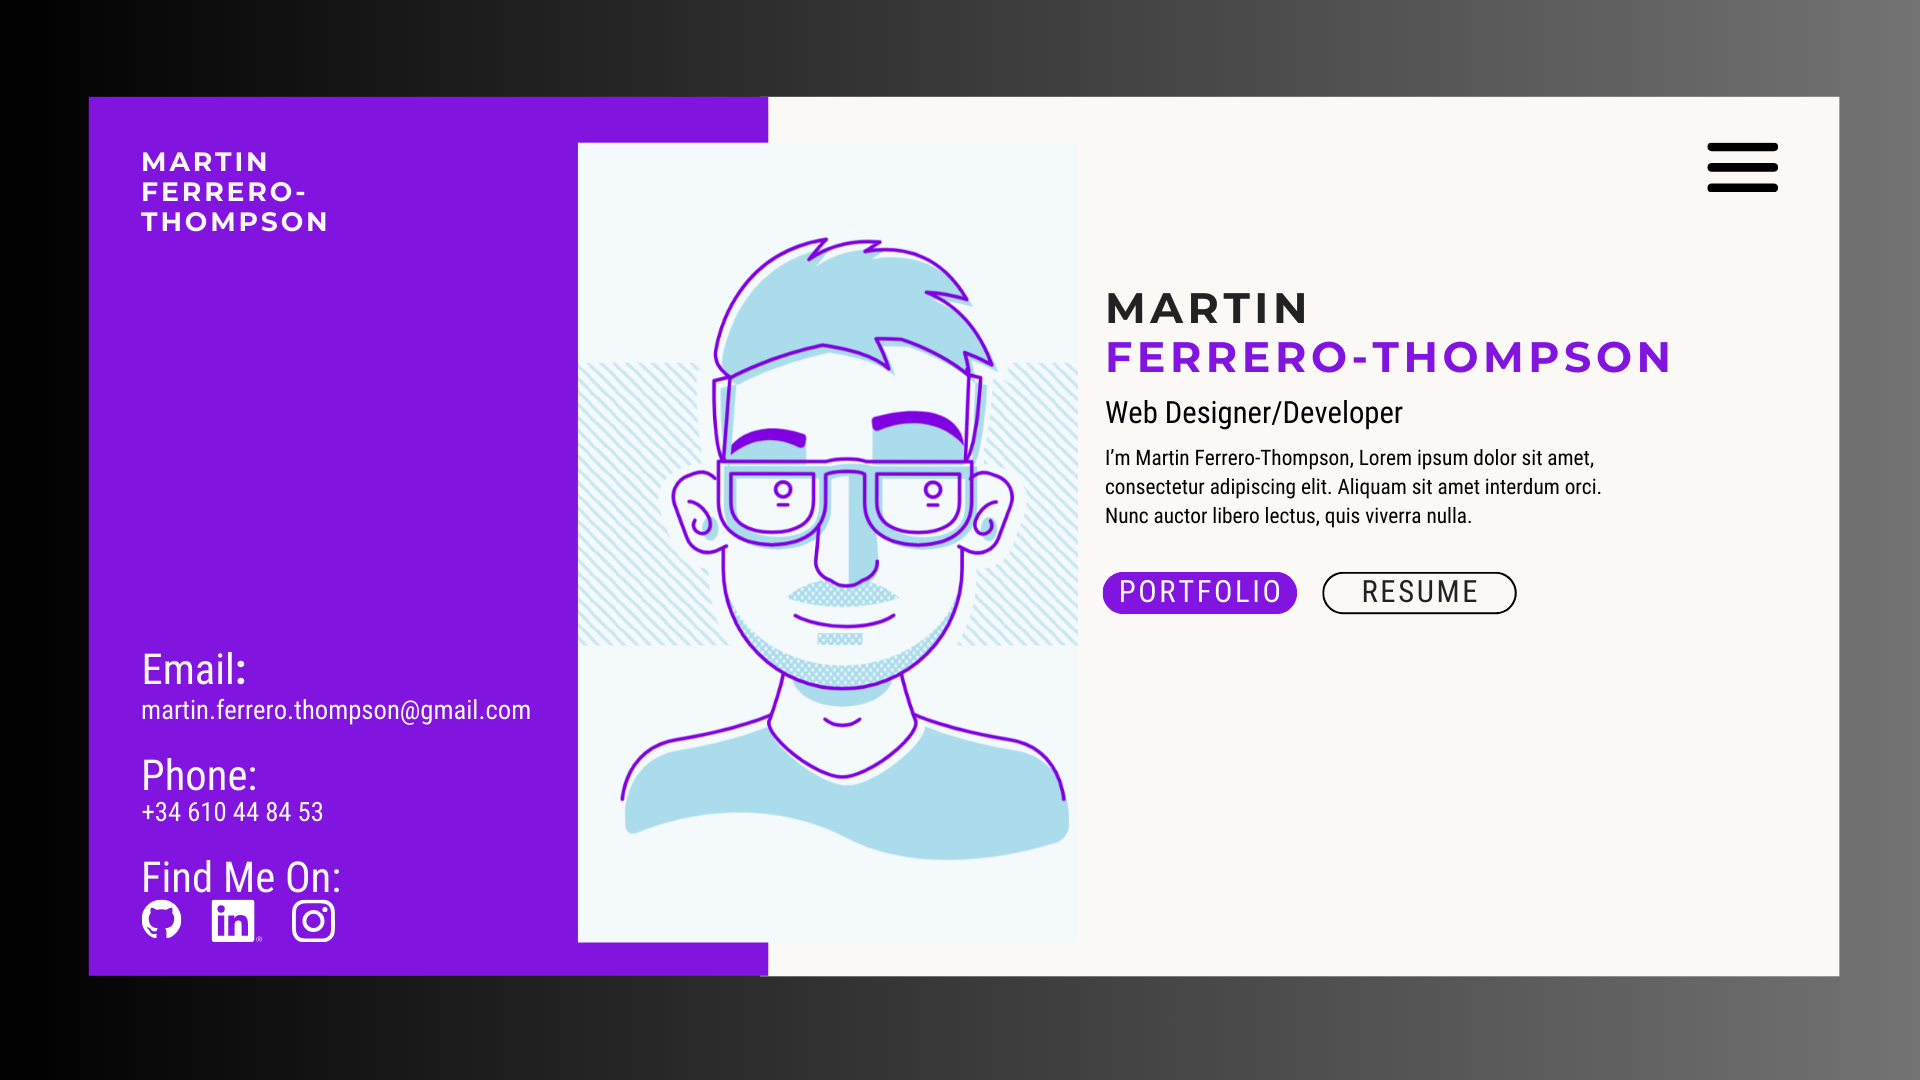 MARTIN
FERRERO-
THOMPSON
Email:
martin.ferrero.thompson@gmail.com
Phone:
+34 610 44 84 53
Find Me On:
in
MARTIN
FERRERO-THOMPSON
Web Designer/Developer
I’m Martin Ferrero-Thompson, Lorem ipsum dolor sit amet,
consectetur adipiscing elit. Aliquam sit amet interdum orci.
Nunc auctor libero lectus, quis viverra nulla.
PORTFOLIO
RESUME